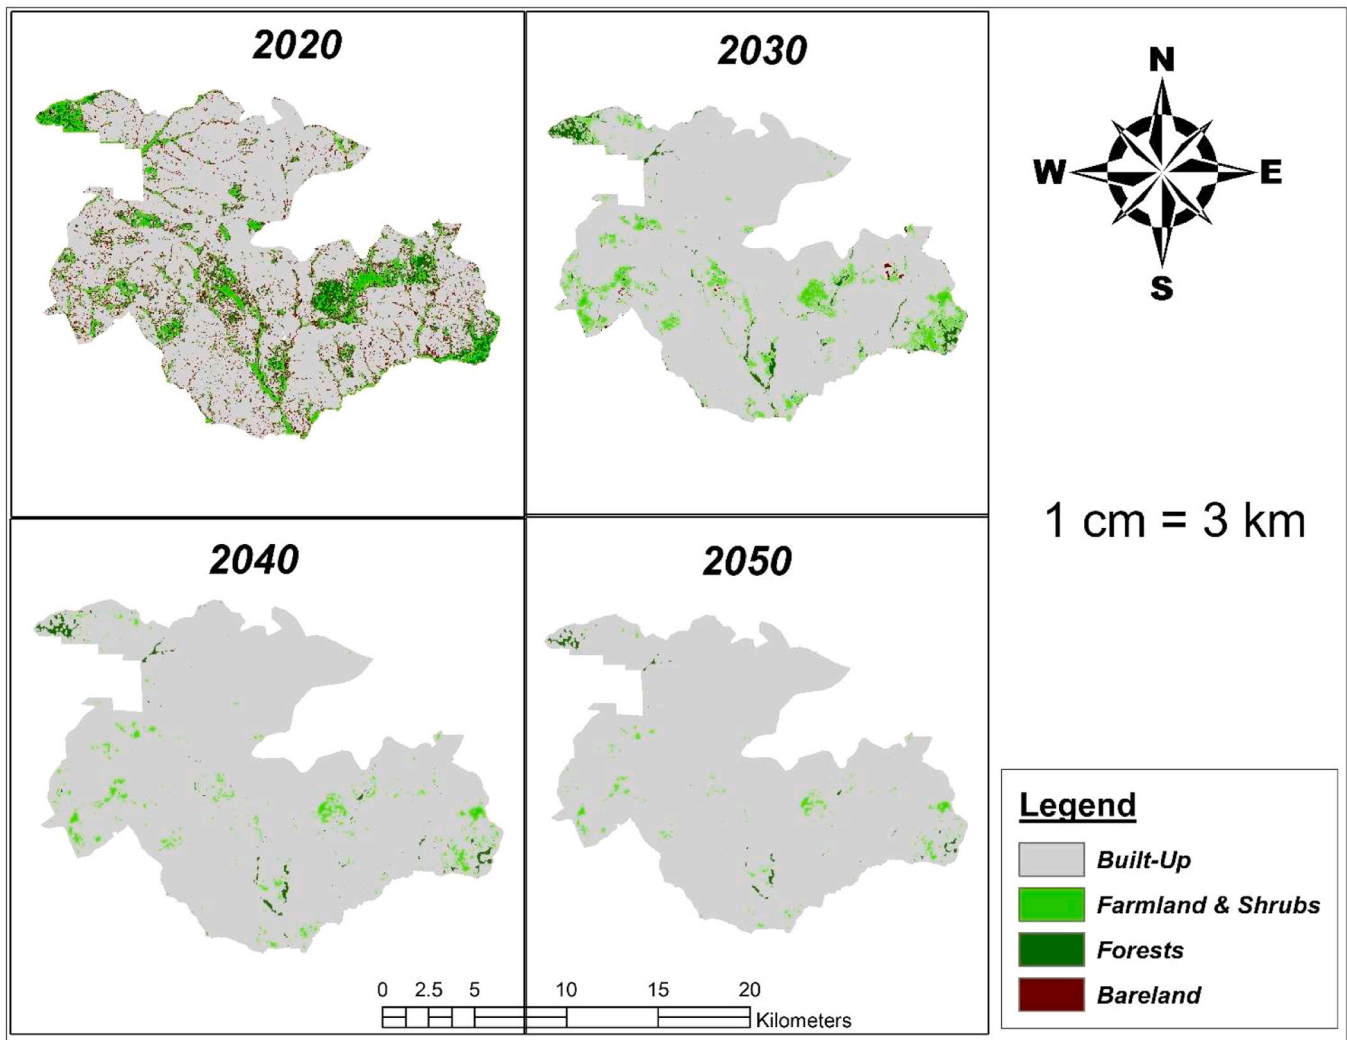 2020
2030
N
W
E
S
1 cm = 3 km
2040
2050
Legend
Built-Up
Farmland & Shrubs
Forests
Bareland
0 2.5 5 10 15 20
Kilometers